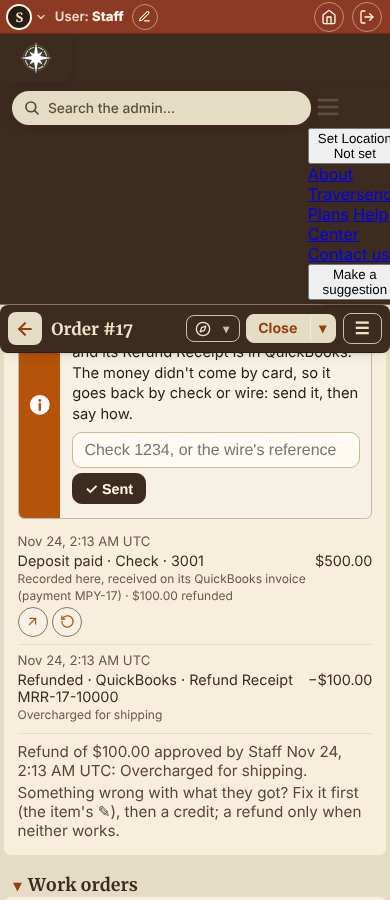 S User: Staff
Search the admin...
Set Location
Not set
About
Plans Help
Center
Contact us
Make a
suggestion
Order #17
Close
and its Refund Receipt is in QuickBooks.
The money didn't come by card, so it
goes back by check or wire: send it, then
say how.
Check 1234, or the wire's reference
✓ Sent
Nov 24, 2:13 AM UTC
Deposit paid · Check · 3001 $500.00
Recorded here, received on its QuickBooks invoice
(payment MPY-17) · $100.00 refunded
Nov 24, 2:13 AM UTC
Refunded · QuickBooks · Refund Receipt −$100.00
MRR-17-10000
Overcharged for shipping
Refund of $100.00 approved by Staff Nov 24,
2:13 AM UTC: Overcharged for shipping.
Something wrong with what they got? Fix it first
(the item's ✎), then a credit; a refund only when
neither works.
▾ Work orders